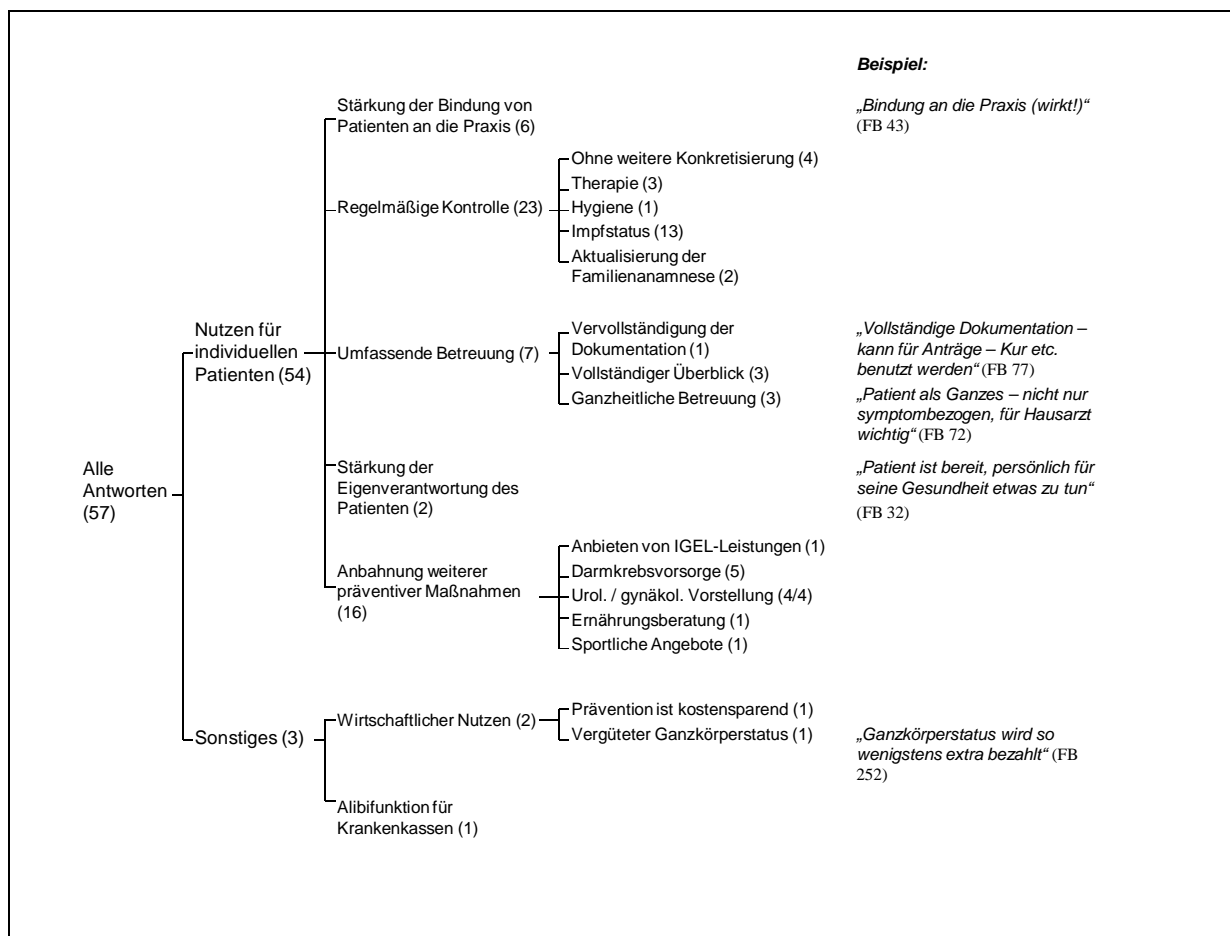 Beispiel:
Stärkung der Bindung von
Patienten an die Praxis (6)
„Bindung an die Praxis (wirkt!)“
(FB 43)
Ohne weitere Konkretisierung (4)
Therapie (3)
Regelmäßige Kontrolle (23)
Hygiene (1)
Impfstatus (13)
Aktualisierung der
Familienanamnese (2)
Nutzen für
individuellen
Patienten (54)
Umfassende Betreuung (7)
Vervollständigung der
Dokumentation (1)
Vollständiger Überblick (3)
Ganzheitliche Betreuung (3)
„Vollständige Dokumentation –
kann für Anträge – Kur etc.
benutzt werden“ (FB 77)
„Patient als Ganzes – nicht nur
symptombezogen, für Hausarzt
wichtig“ (FB 72)
Alle
Antworten
(57)
Stärkung der
Eigenverantwortung des
Patienten (2)
„Patient ist bereit, persönlich für
seine Gesundheit etwas zu tun“
(FB 32)
Anbahnung weiterer
präventiver Maßnahmen
(16)
Anbieten von IGEL-Leistungen (1)
Darmkrebsvorsorge (5)
Urol. / gynäkol. Vorstellung (4/4)
Ernährungsberatung (1)
Sportliche Angebote (1)
Sonstiges (3)
Wirtschaftlicher Nutzen (2)
Prävention ist kostensparend (1)
Vergüteter Ganzkörperstatus (1)
„Ganzkörperstatus wird so
wenigstens extra bezahlt“ (FB
252)
Alibifunktion für
Krankenkassen (1)